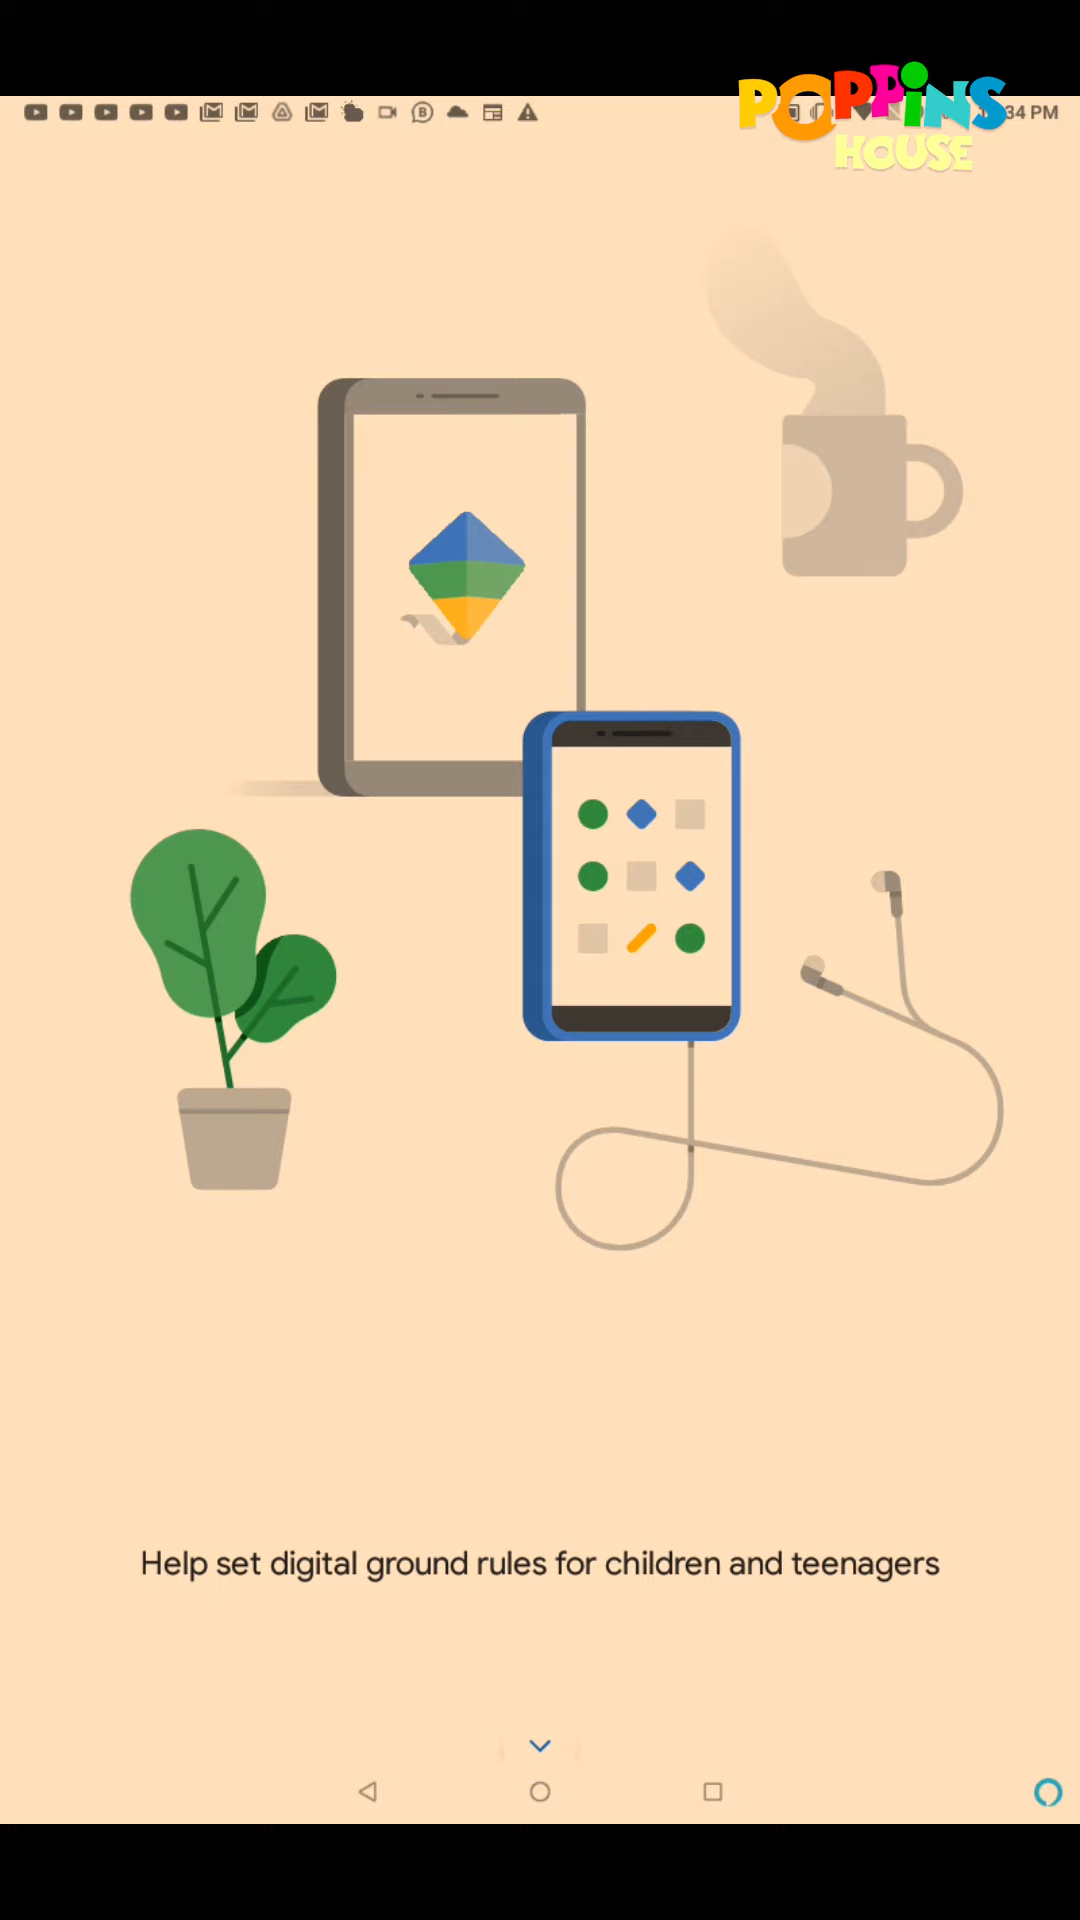 POPPiNS
HOUSE
34 PM
Help set digital ground rules for children and teenagers